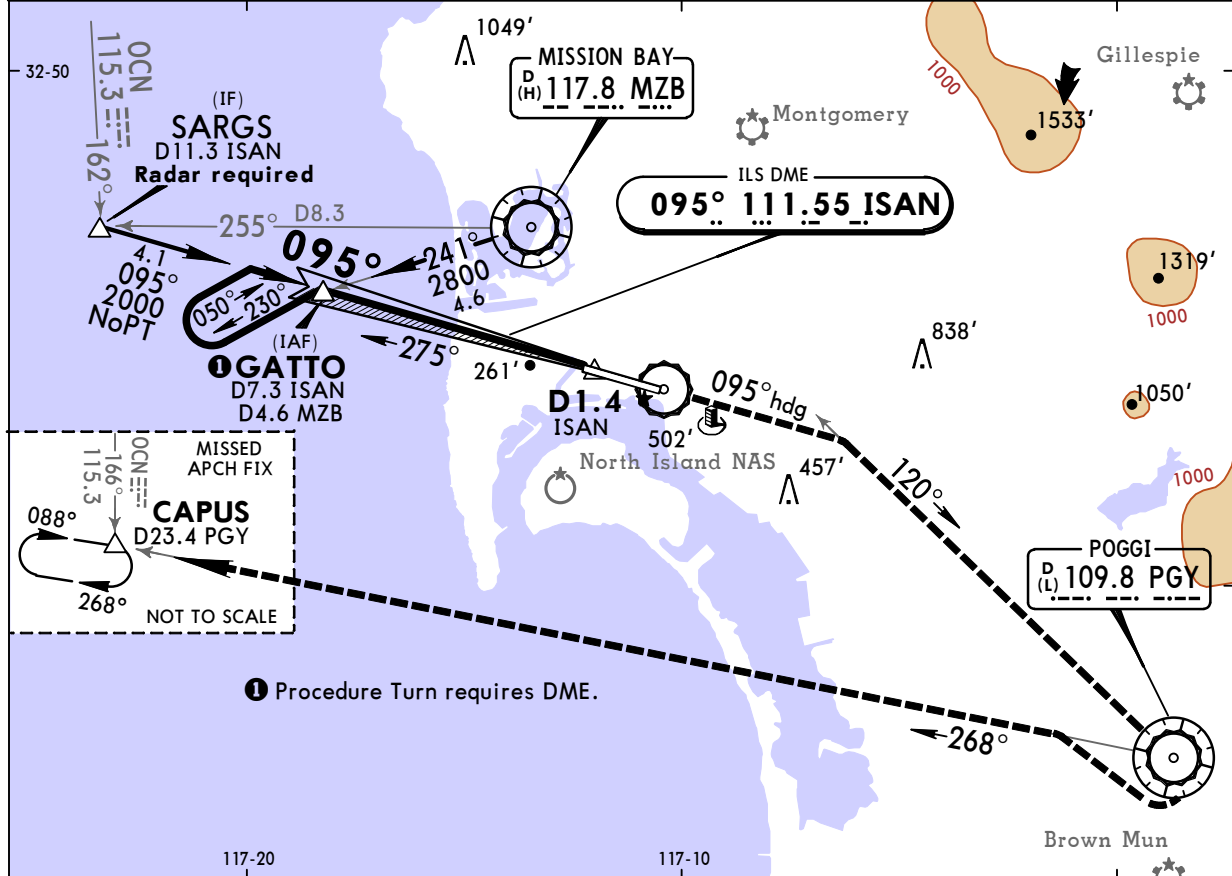 1049'
MISSION BAY
D
(H) 117.8 MZB
Gillespie
32-50
OCN
115.3
162°
(IF)
SARGS
D11.3 ISAN
Radar required
Montgomery
1000
1533'
ILS DME
095° 111.55 ISAN
255°
D8.3
095°
241°
2800
4.6
4.1
095°
2000
NoPT
050°
230°
1319'
1000
(IAF)
❶GATTO
D7.3 ISAN
D4.6 MZB
275°
261'
838'
D1.4
ISAN
095° hdg
1050'
502'
North Island NAS
457'
120°
1000
MISSED
APCH FIX
OCN
115.3
166°
CAPUS
D23.4 PGY
088°
268°
NOT TO SCALE
POGGI
D
(L) 109.8 PGY
❶ Procedure Turn requires DME.
268°
Brown Mun
117-20
117-10